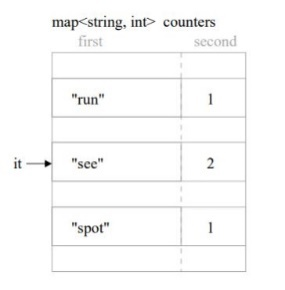 map<string, int> counters
first second
"run" 1
it "see" 2
"spot" 1